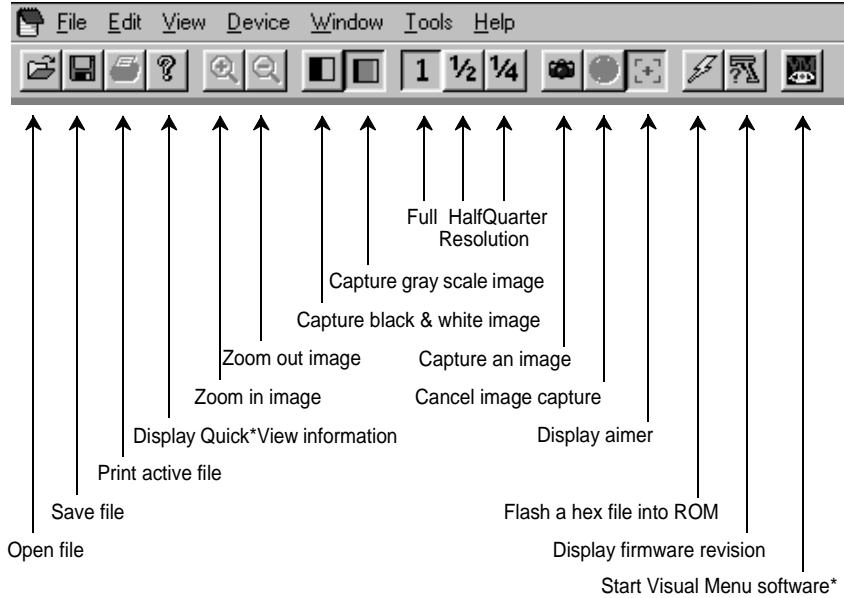 File Edit View Device Window Tools Help
1 ½ ¼
Full HalfQuarter
Resolution
Capture gray scale image
Capture black & white image
Zoom out image
Capture an image
Zoom in image
Cancel image capture
Display Quick*View information
Display aimer
Print active file
Save file
Flash a hex file into ROM
Open file
Display firmware revision
Start Visual Menu software*